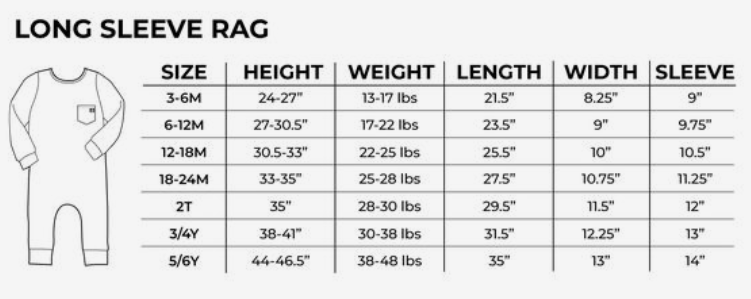 LONG SLEEVE RAG
SIZE HEIGHT WEIGHT LENGTH WIDTH SLEEVE
3-6M 24-27” 13-17 lbs 21.5” 8.25” 9”
6-12M 27-30.5” 17-22 lbs 23.5” 9” 9.75”
12-18M 30.5-33” 22-25 lbs 25.5” 10” 10.5”
18-24M 33-35” 25-28 lbs 27.5” 10.75” 11.25”
2T 35” 28-30 lbs 29.5” 11.5” 12”
3/4Y 38-41” 30-38 lbs 31.5” 12.25” 13”
5/6Y 44-46.5” 38-48 lbs 35” 13” 14”